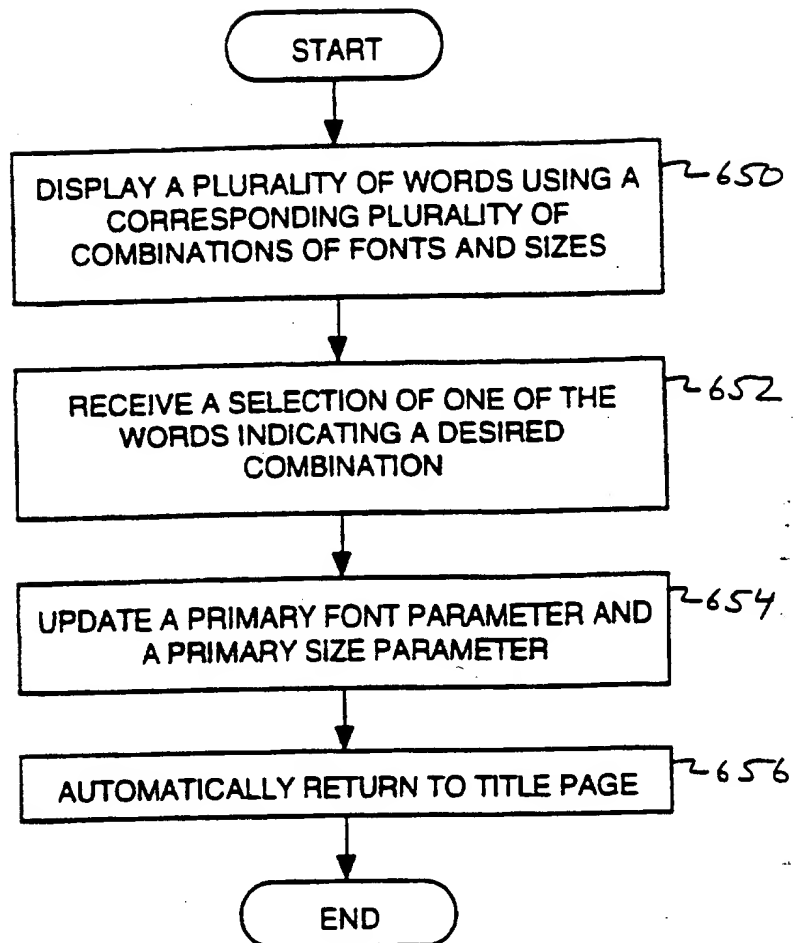 START
DISPLAY A PLURALITY OF WORDS USING A
CORRESPONDING PLURALITY OF
COMBINATIONS OF FONTS AND SIZES
650
RECEIVE A SELECTION OF ONE OF THE
WORDS INDICATING A DESIRED
COMBINATION
652
UPDATE A PRIMARY FONT PARAMETER AND
A PRIMARY SIZE PARAMETER
654
AUTOMATICALLY RETURN TO TITLE PAGE
656
END